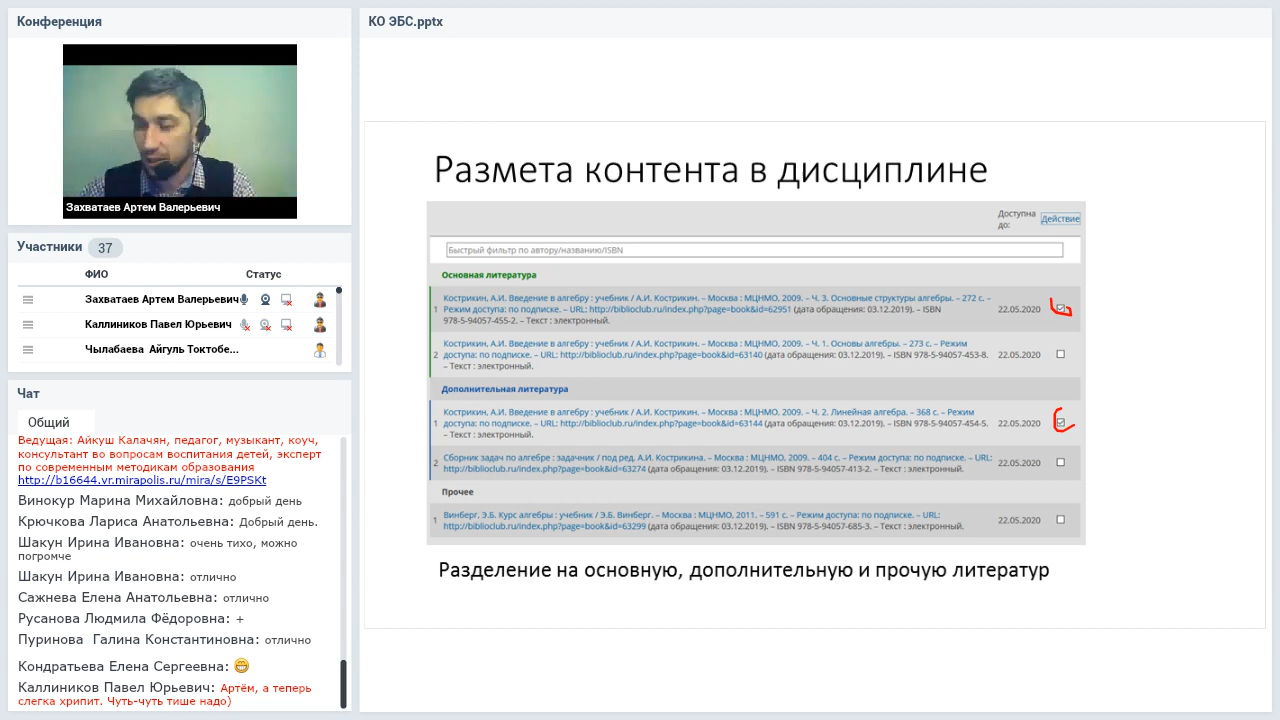 Конференция
Захватаев Артем Валерьевич
Участники 37
ФИО Статус
Захватаев Артем Валерьевич
Каллиников Павел Юрьевич
Чылабаева Айгуль Токтобе...
Чат
Общий
Ведущая: Айкуш Калачян, педагог, музыкант, коуч,
консультант во вопросам воспитания детей, эксперт
по современным методикам образования
http://b16644.vr.mirapolis.ru/mira/s/E9PSKt
Винокур Марина Михайловна: добрый день
Крючкова Лариса Анатольевна: Добрый день.
Шакун Ирина Ивановна: очень тихо, можно
погромче
Шакун Ирина Ивановна: отлично
Сажнева Елена Анатольевна: отлично
Русанова Людмила Фёдоровна: +
Пуринова Галина Константиновна: отлично
Кондратьева Елена Сергеевна: 😁
Каллиников Павел Юрьевич: Артём, а теперь
слегка хрипит. Чуть-чуть тише надо)
КО ЭБС.pptx
Размета контента в дисциплине
Доступна
до:
Действие
Быстрый фильтр по автору/названию/ISBN
Основная литература
1 Кострикин, А.И. Введение в алгебру : учебник / А.И. Кострикин. – Москва : МЦНМО, 2009. – Ч. 3. Основные структуры алгебры. – 272 с. –
Режим доступа: по подписке. – URL: http://biblioclub.ru/index.php?page=book&id=62951 (дата обращения: 03.12.2019). – ISBN 22.05.2020
978-5-94057-455-2. – Текст : электронный.
Кострикин, А.И. Введение в алгебру : учебник / А.И. Кострикин. – Москва : МЦНМО, 2009. – Ч. 1. Основы алгебры. – 273 с. – Режим
2 доступа: по подписке. – URL: http://biblioclub.ru/index.php?page=book&id=63140 (дата обращения: 03.12.2019). – ISBN 978-5-94057-453-8. 22.05.2020
– Текст : электронный.
Дополнительная литература
Кострикин, А.И. Введение в алгебру : учебник / А.И. Кострикин. – Москва : МЦНМО, 2009. – Ч. 2. Линейная алгебра. – 368 с. – Режим
1 доступа: по подписке. – URL: http://biblioclub.ru/index.php?page=book&id=63144 (дата обращения: 03.12.2019). – ISBN 978-5-94057-454-5. 22.05.2020
– Текст : электронный.
2 Сборник задач по алгебре : задачник / под ред. А.И. Кострикина. – Москва : МЦНМО, 2009. – 404 с. – Режим доступа: по подписке. – URL:
http://biblioclub.ru/index.php?page=book&id=63274 (дата обращения: 03.12.2019). – ISBN 978-5-94057-413-2. – Текст : электронный. 22.05.2020
Прочее
1 Винберг, Э.Б. Курс алгебры : учебник / Э.Б. Винберг. – Москва : МЦНМО, 2011. – 591 с. – Режим доступа: по подписке. – URL:
http://biblioclub.ru/index.php?page=book&id=63299 (дата обращения: 03.12.2019). – ISBN 978-5-94057-685-3. – Текст : электронный. 22.05.2020
Разделение на основную, дополнительную и прочую литератур